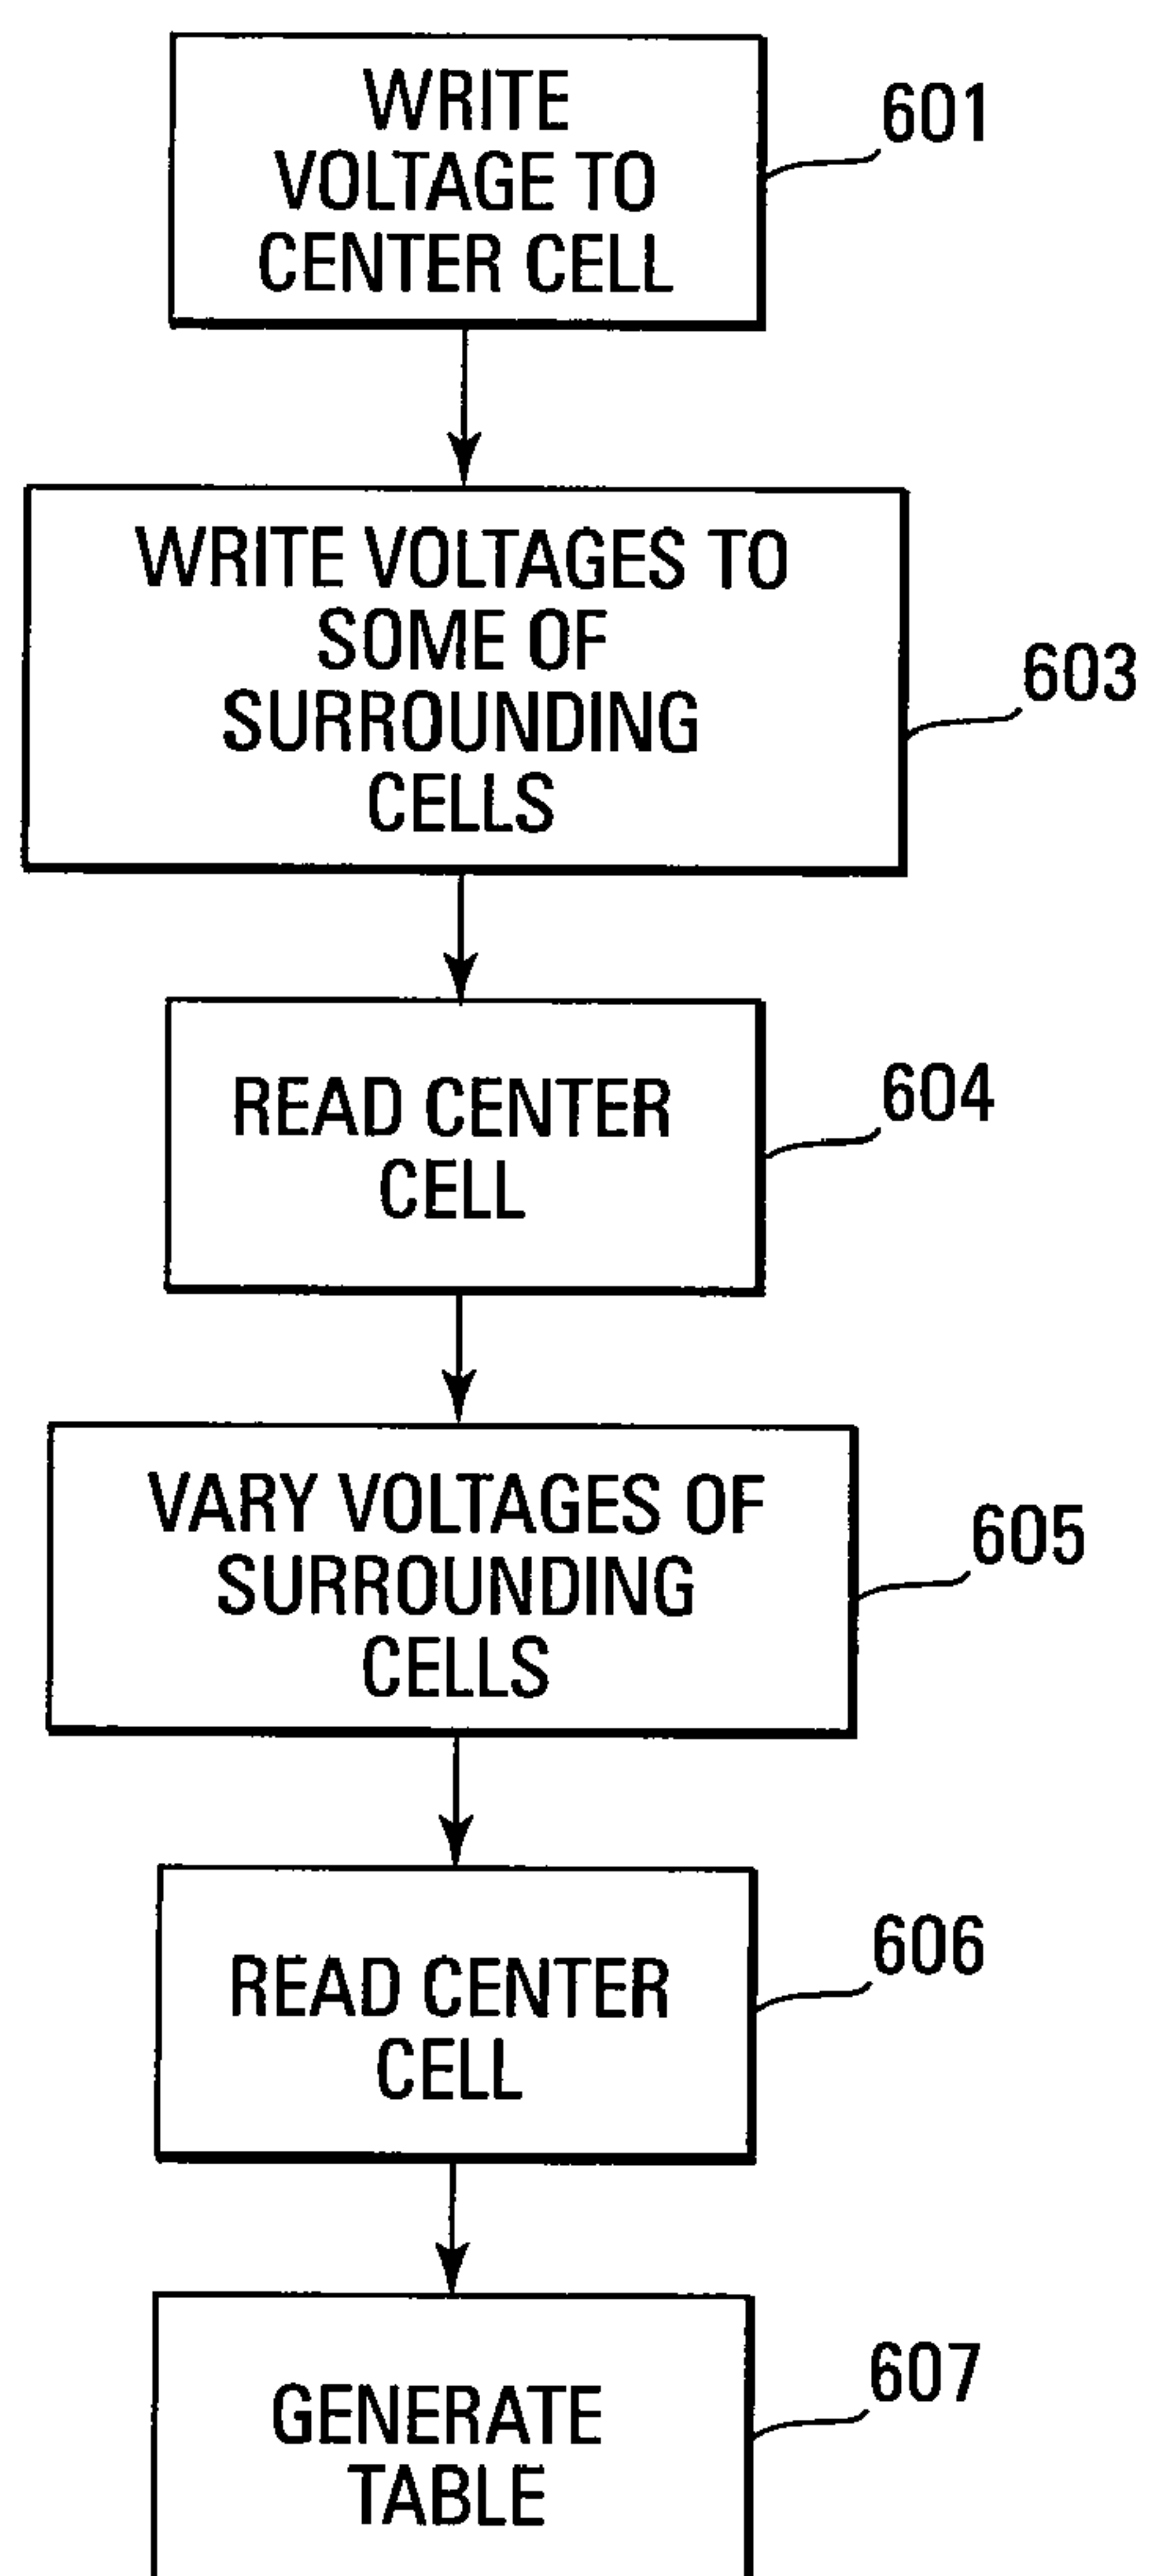 WRITE
VOLTAGE TO
CENTER CELL
601
WRITE VOLTAGES TO
SOME OF
SURROUNDING
CELLS
603
READ CENTER
CELL
604
VARY VOLTAGES OF
SURROUNDING
CELLS
605
READ CENTER
CELL
606
GENERATE
TABLE
607